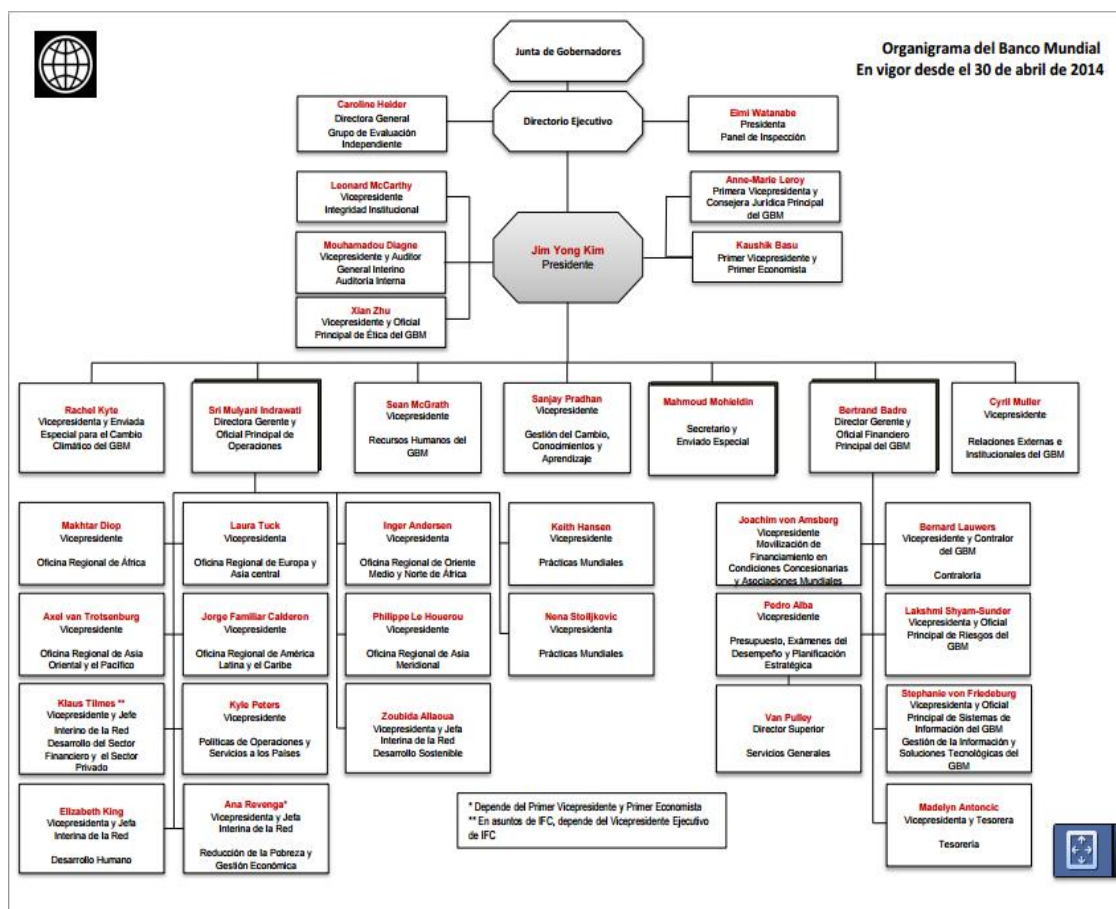 Junta de Gobernadores
Organigrama del Banco Mundial
En vigor desde el 30 de abril de 2014
Caroline Heider
Directora General
Grupo de Evaluación
Independiente
Directorio Ejecutivo
Eimi Watanabe
Presidenta
Panel de Inspección
Leonard McCarthy
Vicepresidente
Integridad Institucional
Anne-Marie Leroy
Primera Vicepresidenta y
Consejera Jurídica Principal
del GBM
Mouhamadou Diagne
Vicepresidente y Auditor
General Interino
Auditoría Interna
Jim Yong Kim
Presidente
Kaushik Basu
Primer Vicepresidente y
Primer Economista
Xian Zhu
Vicepresidente y Oficial
Principal de Ética del GBM
Rachel Kyte
Vicepresidenta y Enviada
Especial para el Cambio
Climático del GBM
Sri Mulyani Indrawati
Directora Gerente y
Oficial Principal de
Operaciones
Sean McGrath
Vicepresidente
Recursos Humanos del
GBM
Sanjay Pradhan
Vicepresidente
Gestión del Cambio,
Conocimientos y
Aprendizaje
Mahmoud Mohieldin
Secretario y
Enviado Especial
Bertrand Badre
Director Gerente y
Oficial Financiero
Principal del GBM
Cyril Muller
Vicepresidente
Relaciones Externas e
Institucionales del GBM
Makhtar Diop
Vicepresidente
Oficina Regional de África
Laura Tuck
Vicepresidenta
Oficina Regional de Europa y
Asia central
Inger Andersen
Vicepresidenta
Oficina Regional de Oriente
Medio y Norte de África
Keith Hansen
Vicepresidente
Prácticas Mundiales
Joachim von Amsberg
Vicepresidente
Movilización de
Financiamiento en
Condiciones Concesionarias
y Asociaciones Mundiales
Bernard Lauwers
Vicepresidente y Contralor
del GBM
Contraloría
Axel van Trotsenburg
Vicepresidente
Oficina Regional de Asia
Oriental y el Pacífico
Jorge Familiar Calderon
Vicepresidente
Oficina Regional de América
Latina y el Caribe
Philippe Le Houerou
Vicepresidente
Oficina Regional de Asia
Meridional
Nena Stoiljkovic
Vicepresidenta
Prácticas Mundiales
Pedro Alba
Vicepresidente
Presupuesto, Exámenes del
Desempeño y Planificación
Estratégica
Lakshmi Shyam-Sunder
Vicepresidenta y Oficial
Principal de Riesgos del
GBM
Klaus Tilmes **
Vicepresidente y Jefe
Interino de la Red
Desarrollo del Sector
Financiero y el Sector
Privado
Kyle Peters
Vicepresidente
Políticas de Operaciones y
Servicios a los Países
Zoubida Allaoua
Vicepresidenta y Jefa
Interina de la Red
Desarrollo Sostenible
Van Pulley
Director Superior
Servicios Generales
Stephanie von Friedeburg
Vicepresidenta y Oficial
Principal de Sistemas de
Información del GBM
Gestión de la Información y
Soluciones Tecnológicas del
GBM
Elizabeth King
Vicepresidenta y Jefa
Interina de la Red
Desarrollo Humano
Ana Revenga*
Vicepresidenta y Jefa
Interina de la Red
Reducción de la Pobreza y
Gestión Económica
* Depende del Primer Vicepresidente y Primer Economista
** En asuntos de IFC, depende del Vicepresidente Ejecutivo
de IFC
Madelyn Antoncic
Vicepresidenta y Tesorera
Tesorería